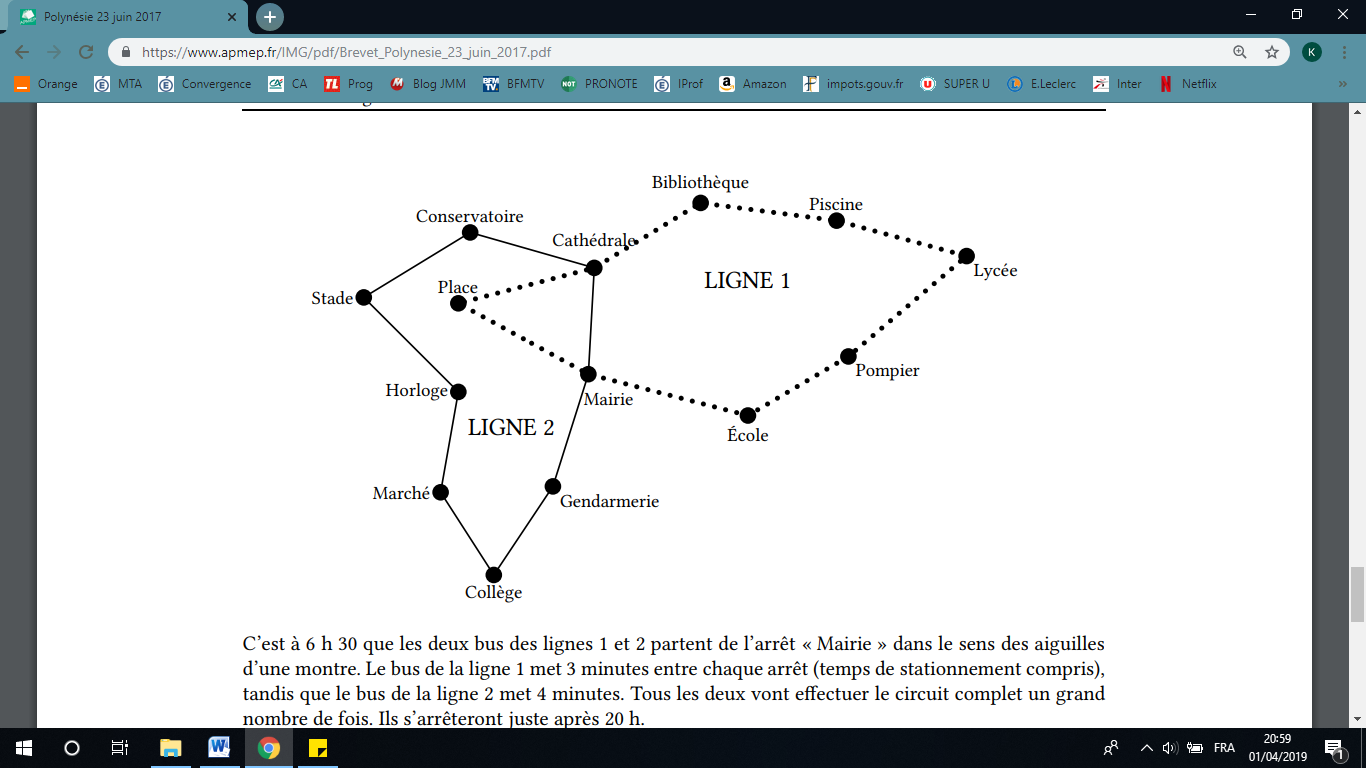 Polynésie 23 juin 2017
https://www.apmep.fr/IMG/pdf/Brevet_Polynesie_23_juin_2017.pdf
K
Orange MTA Convergence CA Prog Blog JMM BFMTV PRONOTE IProf Amazon impots.gouv.fr SUPER U E.Leclerc Inter Netflix »
Bibliothèque
Piscine
Conservatoire
Cathédrale
LIGNE 1
Lycée
Place
Stade
Pompier
Horloge
Mairie
LIGNE 2
École
Marché
Gendarmerie
Collège
C'est à 6 h 30 que les deux bus des lignes 1 et 2 partent de l'arrêt « Mairie » dans le sens des aiguilles
d'une montre. Le bus de la ligne 1 met 3 minutes entre chaque arrêt (temps de stationnement compris),
tandis que le bus de la ligne 2 met 4 minutes. Tous les deux vont effectuer le circuit complet un grand
nombre de fois. Ils s'arrêteront juste après 20 h.
FRA
20:59
01/04/2019
1